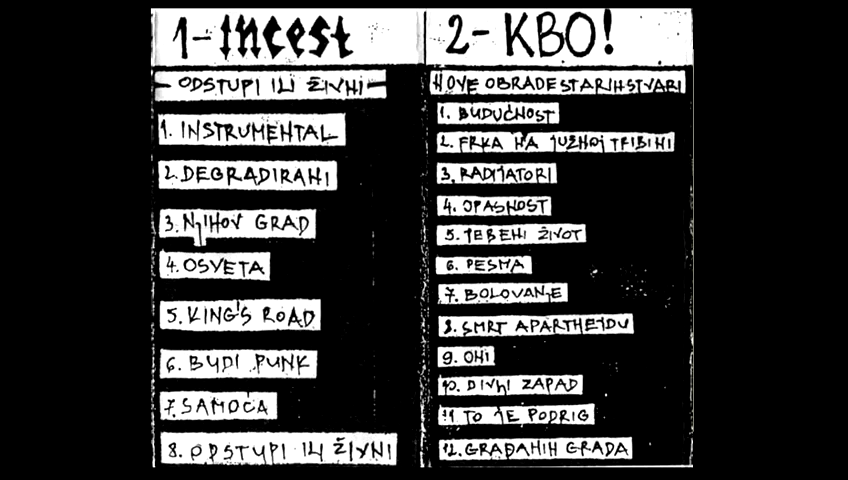 1- Incest
ODSTUPI ILI ŽIVNI
1. INSTRUMENTAL
2. DEGRADIRANI
3. NJIHOV GRAD
4. OSVETA
5. KING'S ROAD
6. BUDI PUNK
7. SAMOĆA
8. ODSTUPI ILI ŽIVNI
2- KBO!
NOVE OBRADE STARIH STVARI
1. BUDUĆNOST
2. FRKA NA JUŽNOJ TRIBINI
3. RADIJATORI
4. OPASNOST
5. JEBENI ŽIVOT
6. PESMA
7. BOLOVANJE
8. SMRT APARTHEJDU
9. ONI
10. DIVNI ZAPAD
11 TO JE PODRIG
12. GRAĐANIH GRADA